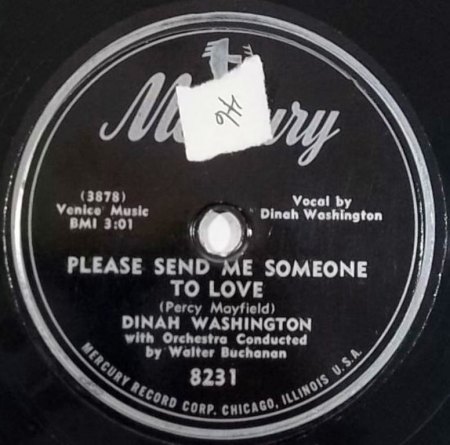 Mercury
(3878)
Venice Music
BMI 3:01
Vocal by
Dinah Washington
PLEASE SEND ME SOMEONE
TO LOVE
(Percy Mayfield)
DINAH WASHINGTON
with Orchestra Conducted
by Walter Buchanan
8231
MERCURY RECORD CORP. CHICAGO, ILLINOIS U.S.A.